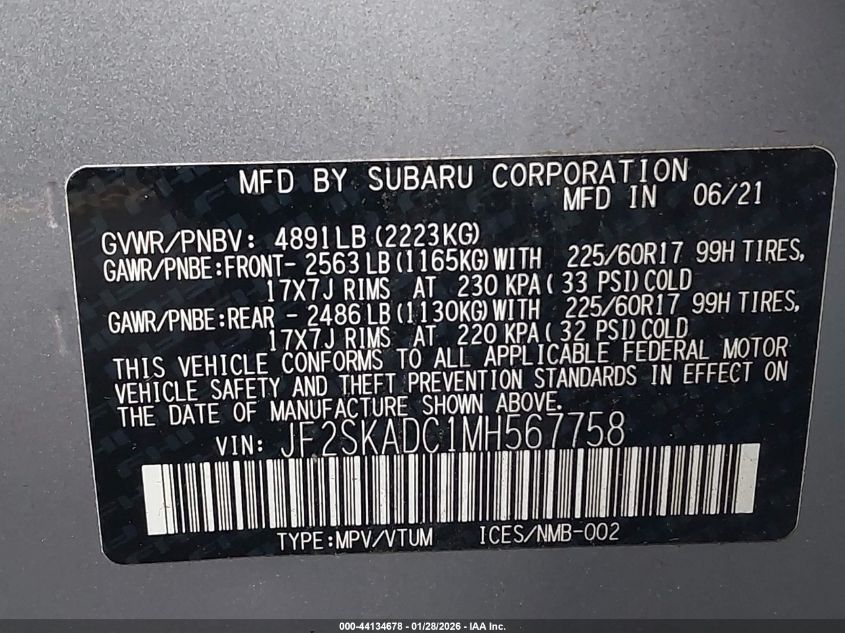 MFD BY SUBARU CORPORATION
MFD IN 06/21
GVWR/PNBV: 4891LB (2223KG)
GAWR/PNBE:FRONT- 2563LB (1165KG) WITH 225/60R17 99H TIRES,
17X7J RIMS AT 230 KPA ( 33 PSI) COLD
GAWR/PNBE:REAR - 2486LB (1130KG) WITH 225/60R17 99H TIRES,
17X7J RIMS AT 220 KPA ( 32 PSI) COLD
THIS VEHICLE CONFORMS TO ALL APPLICABLE FEDERAL MOTOR
VEHICLE SAFETY AND THEFT PREVENTION STANDARDS IN EFFECT ON
THE DATE OF MANUFACTURE SHOWN ABOVE.
VIN: JF2SKADC1MH567758
TYPE:MPV/VTUM ICES/NMB-002
000-44134678 - 01/28/2026 - IAA Inc.